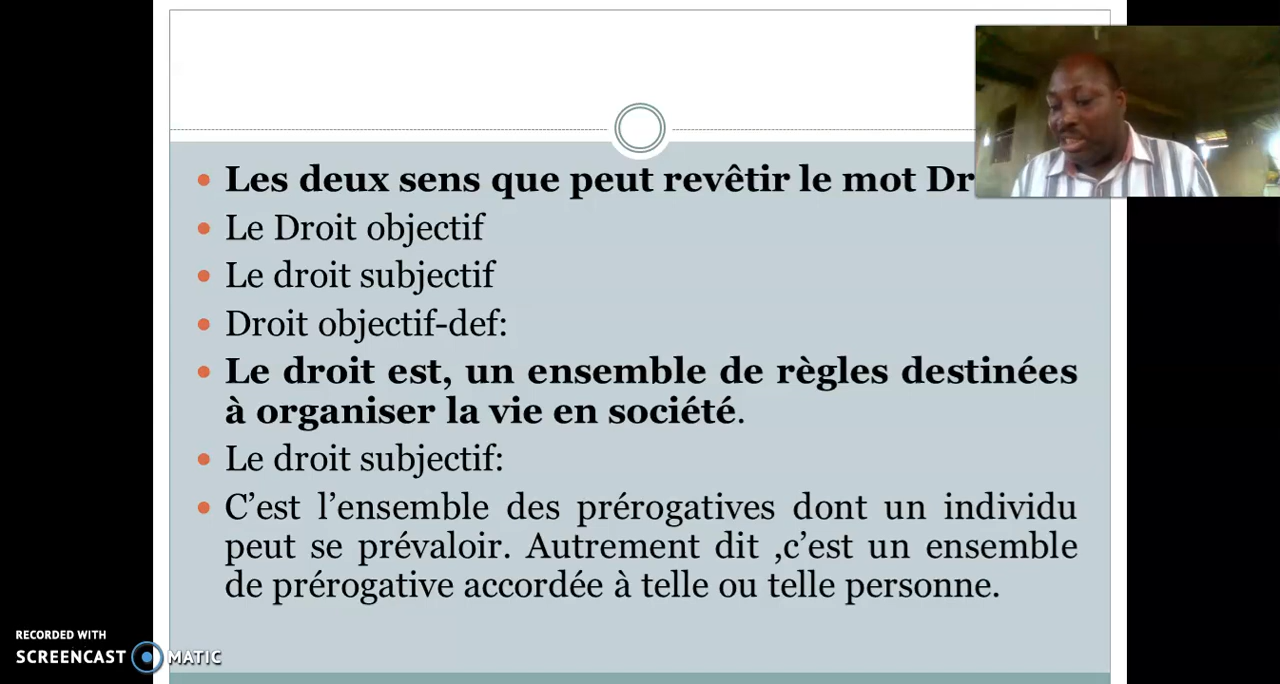 Les deux sens que peut revêtir le mot
Le Droit objectif
Le droit subjectif
Droit objectif-def:
Le droit est, un ensemble de règles destinées
à organiser la vie en société.
Le droit subjectif:
C’est l’ensemble des prérogatives dont un individu
peut se prévaloir. Autrement dit ,c’est un ensemble
de prérogative accordée à telle ou telle personne.
RECORDED WITH
SCREENCAST MATIC